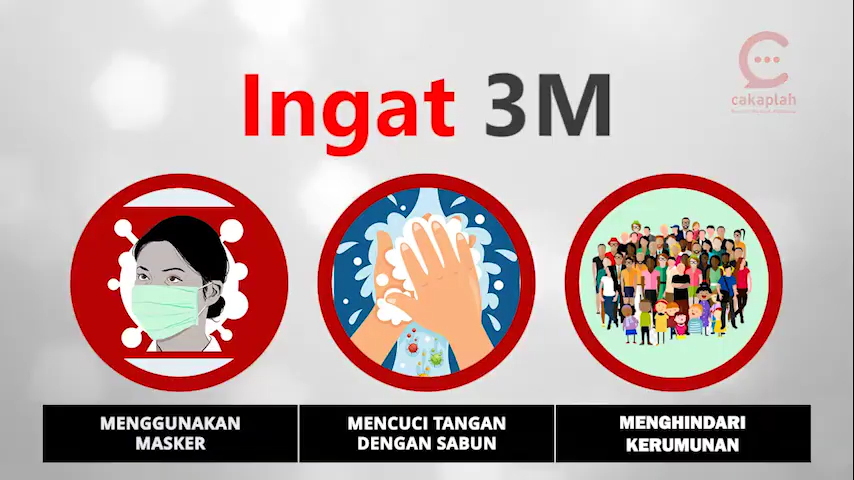 Ingat 3M
cakaplah
MENGGUNAKAN
MASKER
MENCUCI TANGAN
DENGAN SABUN
MENGHINDARI
KERUMUNAN